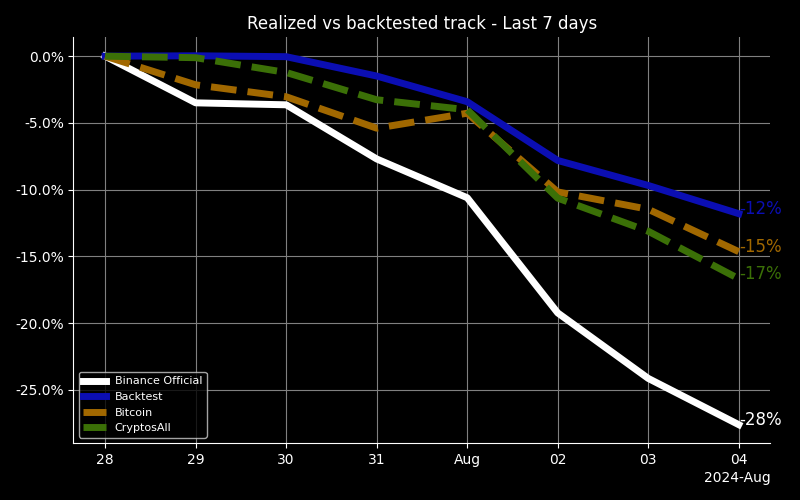 Realized vs backtested track - Last 7 days
0.0%
-5.0%
-10.0%
-15.0%
-20.0%
-25.0%
-12%
-15%
-17%
-28%
Binance Official
Backtest
Bitcoin
CryptosAll
28 29 30 31 Aug 02 03 04
2024-Aug